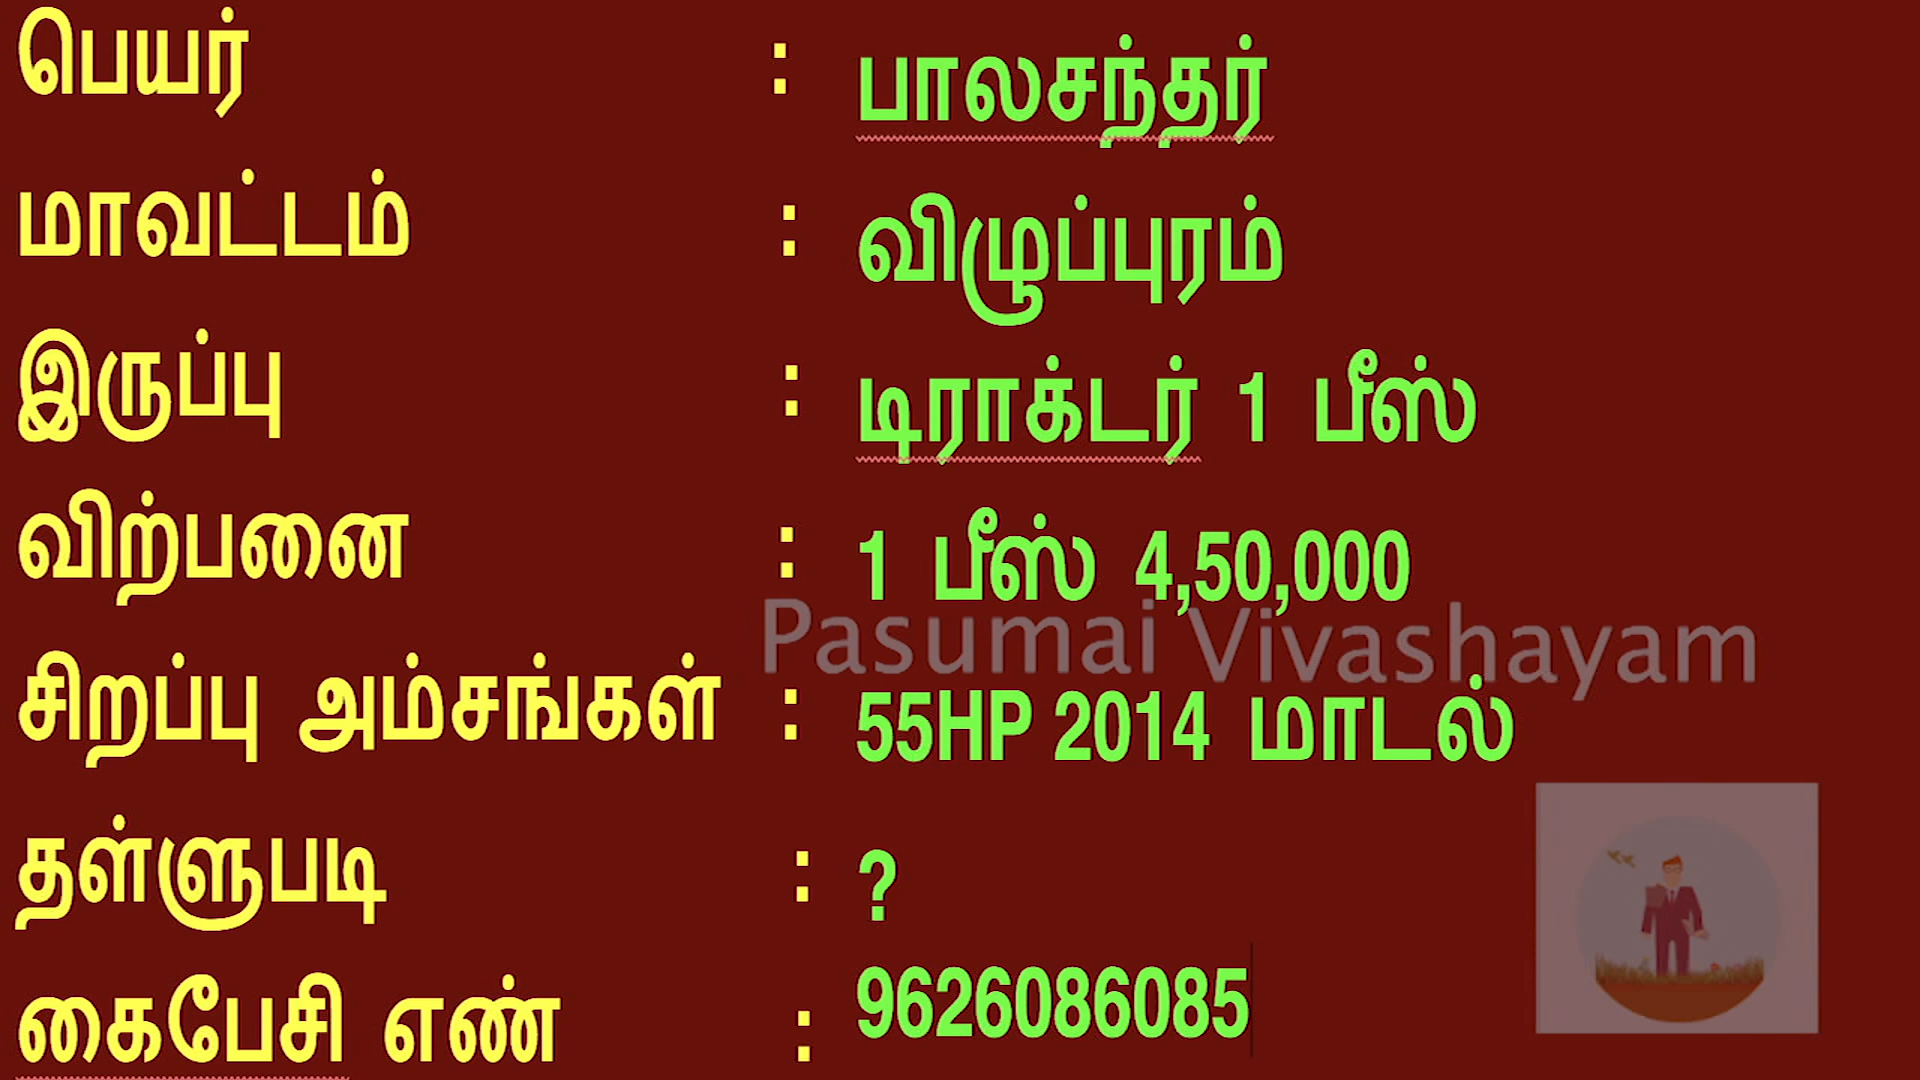 பெயர் : பாலசந்தர்
மாவட்டம் : விழுப்புரம்
இருப்பு : டிராக்டர் 1 பீஸ்
விற்பனை : 1 பீஸ் 4,50,000
Pasumai Vivashayam
சிறப்பு அம்சங்கள் : 55HP 2014 மாடல்
தள்ளுபடி : ?
கைபேசி எண் : 9626086085